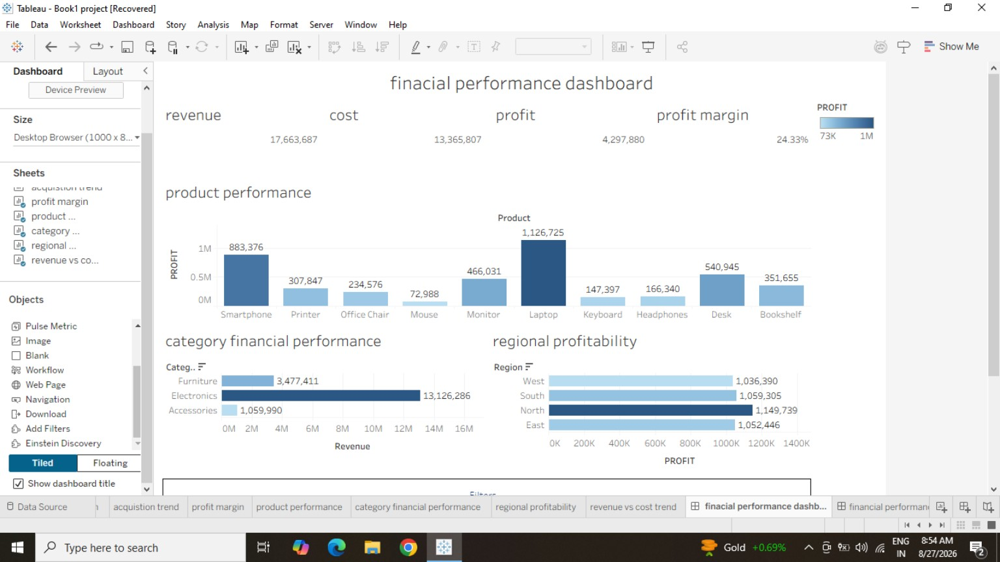 Tableau - Book1 project [Recovered]
File Data Worksheet Dashboard Story Analysis Map Format Server Window Help
Show Me
Dashboard Layout
Device Preview
Size
Desktop Browser (1000 x 8...
Sheets
acquistion trend
profit margin
product ...
category ...
regional ...
revenue vs co...
Objects
Pulse Metric
Image
Blank
Workflow
Web Page
Navigation
Download
Add Filters
Einstein Discovery
Tiled Floating
Show dashboard title
finacial performance dashboard
revenue cost profit profit margin
17,663,687 13,365,807 4,297,880 24.33%
PROFIT
73K 1M
product performance
Product
PROFIT
1M
0.5M
0M
883,376 307,847 234,576 72,988 466,031 1,126,725 147,397 166,340 540,945 351,655
Smartphone Printer Office Chair Mouse Monitor Laptop Keyboard Headphones Desk Bookshelf
category financial performance
Categ..
Furniture 3,477,411
Electronics 13,126,286
Accessories 1,059,990
0M 2M 4M 6M 8M 10M 12M 14M 16M
Revenue
regional profitability
Region
West 1,036,390
South 1,059,305
North 1,149,739
East 1,052,446
0K 200K 400K 600K 800K 1000K 1200K 1400K
PROFIT
Filters
Data Source acquistion trend profit margin product performance category financial performance regional profitability revenue vs cost trend finacial performance dashb... financial performan
Type here to search
Gold +0.69%
ENG
IN
8:54 AM
8/27/2026
2